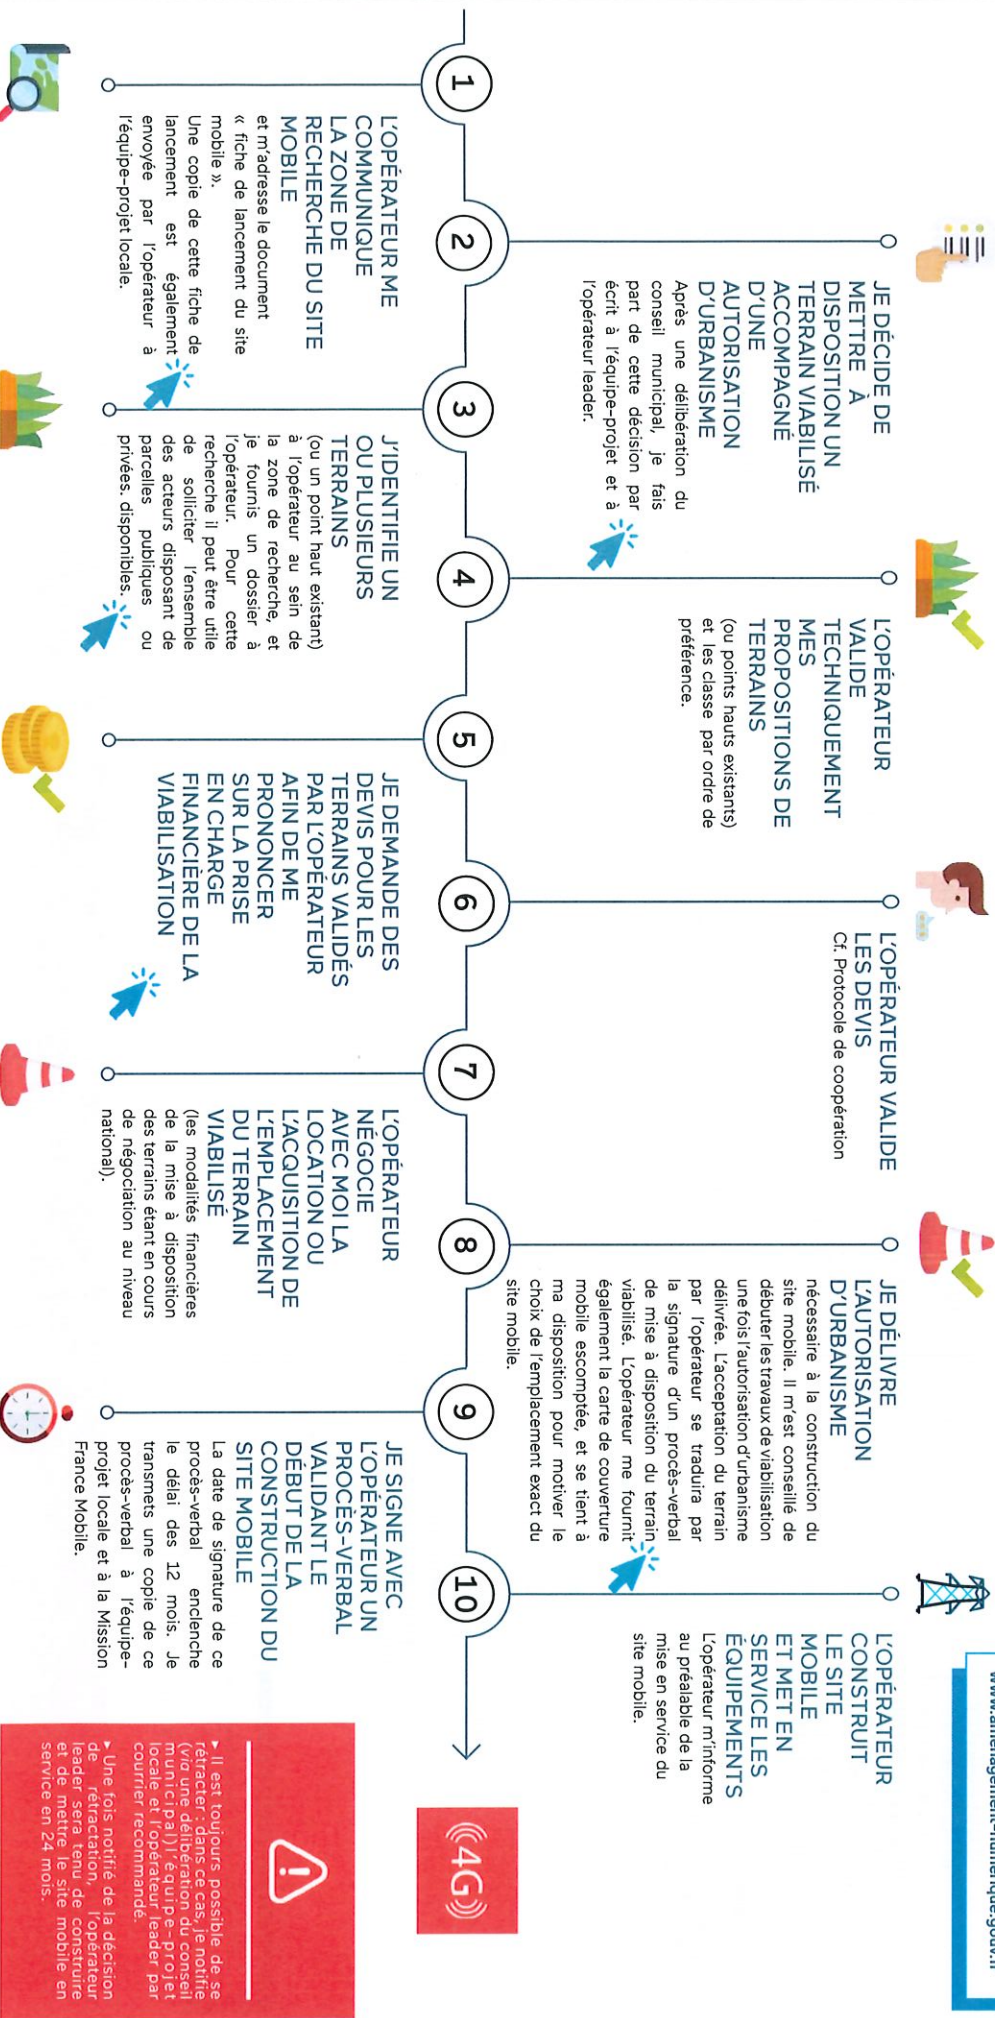 1
L'OPÉRATEUR ME
COMMUNIQUE
LA ZONE DE
RECHERCHE DU SITE
MOBILE
et m'adresse le document
« fiche de lancement du site
mobile ».
Une copie de cette fiche de
lancement est également
envoyée par l'opérateur à
l'équipe-projet locale.
2
JE DÉCIDE DE
METTRE À
DISPOSITION UN
TERRAIN VIABILISÉ
ACCOMPAGNÉ
D'UNE
AUTORISATION
D'URBANISME
Après une délibération du
conseil municipal, je fais
part de cette décision par
écrit à l'équipe-projet et à
l'opérateur leader.
3
J'IDENTIFIE UN
OU PLUSIEURS
TERRAINS
(ou un point haut existant)
à l'opérateur au sein de
la zone de recherche, et
je fournis un dossier à
l'opérateur. Pour cette
recherche il peut être utile
de solliciter l'ensemble
des acteurs disposant de
parcelles publiques ou
privées. disponibles.
4
L'OPÉRATEUR
VALIDE
TECHNIQUEMENT
MES
PROPOSITIONS DE
TERRAINS
(ou points hauts existants)
et les classe par ordre de
préférence.
5
JE DEMANDE DES
DEVIS POUR LES
TERRAINS VALIDÉS
PAR L'OPÉRATEUR
AFIN DE ME
PRONONCER
SUR LA PRISE
EN CHARGE
FINANCIÈRE DE LA
VIABILISATION
6
L'OPÉRATEUR VALIDE
LES DEVIS
Cf. Protocole de coopération
7
L'OPÉRATEUR
NÉGOCIE
AVEC MOI LA
LOCATION OU
L'ACQUISITION DE
L'EMPLACEMENT
DU TERRAIN
VIABILISÉ
(les modalités financières
de la mise à disposition
des terrains étant en cours
de négociation au niveau
national).
8
JE DÉLIVRE
L'AUTORISATION
D'URBANISME
nécessaire à la construction du
site mobile. Il m'est conseillé de
débuter les travaux de viabilisation
une fois l'autorisation d'urbanisme
délivrée. L'acceptation du terrain
par l'opérateur se traduira par
la signature d'un procès-verbal
de mise à disposition du terrain
viabilisé. L'opérateur me fournit
également la carte de couverture
mobile escomptée, et se tient à
ma disposition pour motiver le
choix de l'emplacement exact du
site mobile.
9
JE SIGNE AVEC
L'OPÉRATEUR UN
PROCÈS-VERBAL
VALIDANT LE
DÉBUT DE LA
CONSTRUCTION DU
SITE MOBILE
La date de signature de ce
procès-verbal enclenche
le délai des 12 mois. Je
transmets une copie de ce
procès-verbal à l'équipe-
projet locale et à la Mission
France Mobile.
10
L'OPÉRATEUR
CONSTRUIT
LE SITE
MOBILE
ET MET EN
SERVICE LES
ÉQUIPEMENTS
L'opérateur m'informe
au préalable de la
mise en service du
site mobile.
www.amenagement-numerique.gouv.fr
4G
▸ Il est toujours possible de se
rétracter : dans ce cas, je notifie
(via une délibération du conseil
municipal) l'équipe-projet
locale et l'opérateur leader par
courrier recommandé.
▸ Une fois notifié de la décision
de rétractation, l'opérateur
leader sera tenu de construire
et de mettre le site mobile en
service en 24 mois.